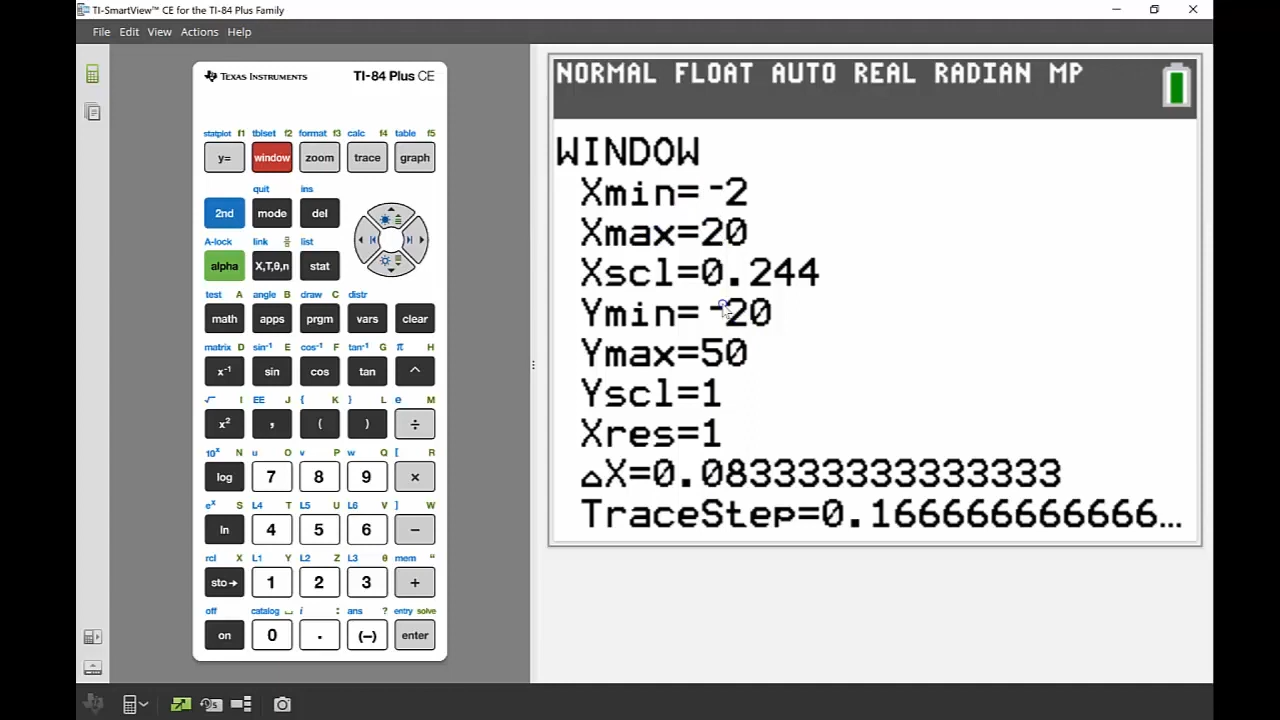 TI-SmartView™ CE for the TI-84 Plus Family
File Edit View Actions Help
TEXAS INSTRUMENTS TI-84 Plus CE
statplot f1 tblset f2 format f3 calc f4 table f5
y= window zoom trace graph
quit ins
2nd mode del
A-lock link list
alpha X,T,θ,n stat
test A angle B draw C distr
math apps prgm vars clear
matrix D sin⁻¹ E cos⁻¹ F tan⁻¹ G π H
x⁻¹ sin cos tan ^
√ I EE J { K } L e M
x² , ( ) ÷
10ˣ N u O v P w Q [ R
log 7 8 9 ×
eˣ S L4 T L5 U L6 V ] W
ln 4 5 6 −
rcl X L1 Y L2 Z L3 θ mem "
sto→ 1 2 3 +
off catalog i : ans ? entry solve
on 0 . (−) enter
NORMAL FLOAT AUTO REAL RADIAN MP
WINDOW
Xmin=-2
Xmax=20
Xscl=0.244
Ymin=-20
Ymax=50
Yscl=1
Xres=1
△X=0.08333333333333
TraceStep=0.166666666666…